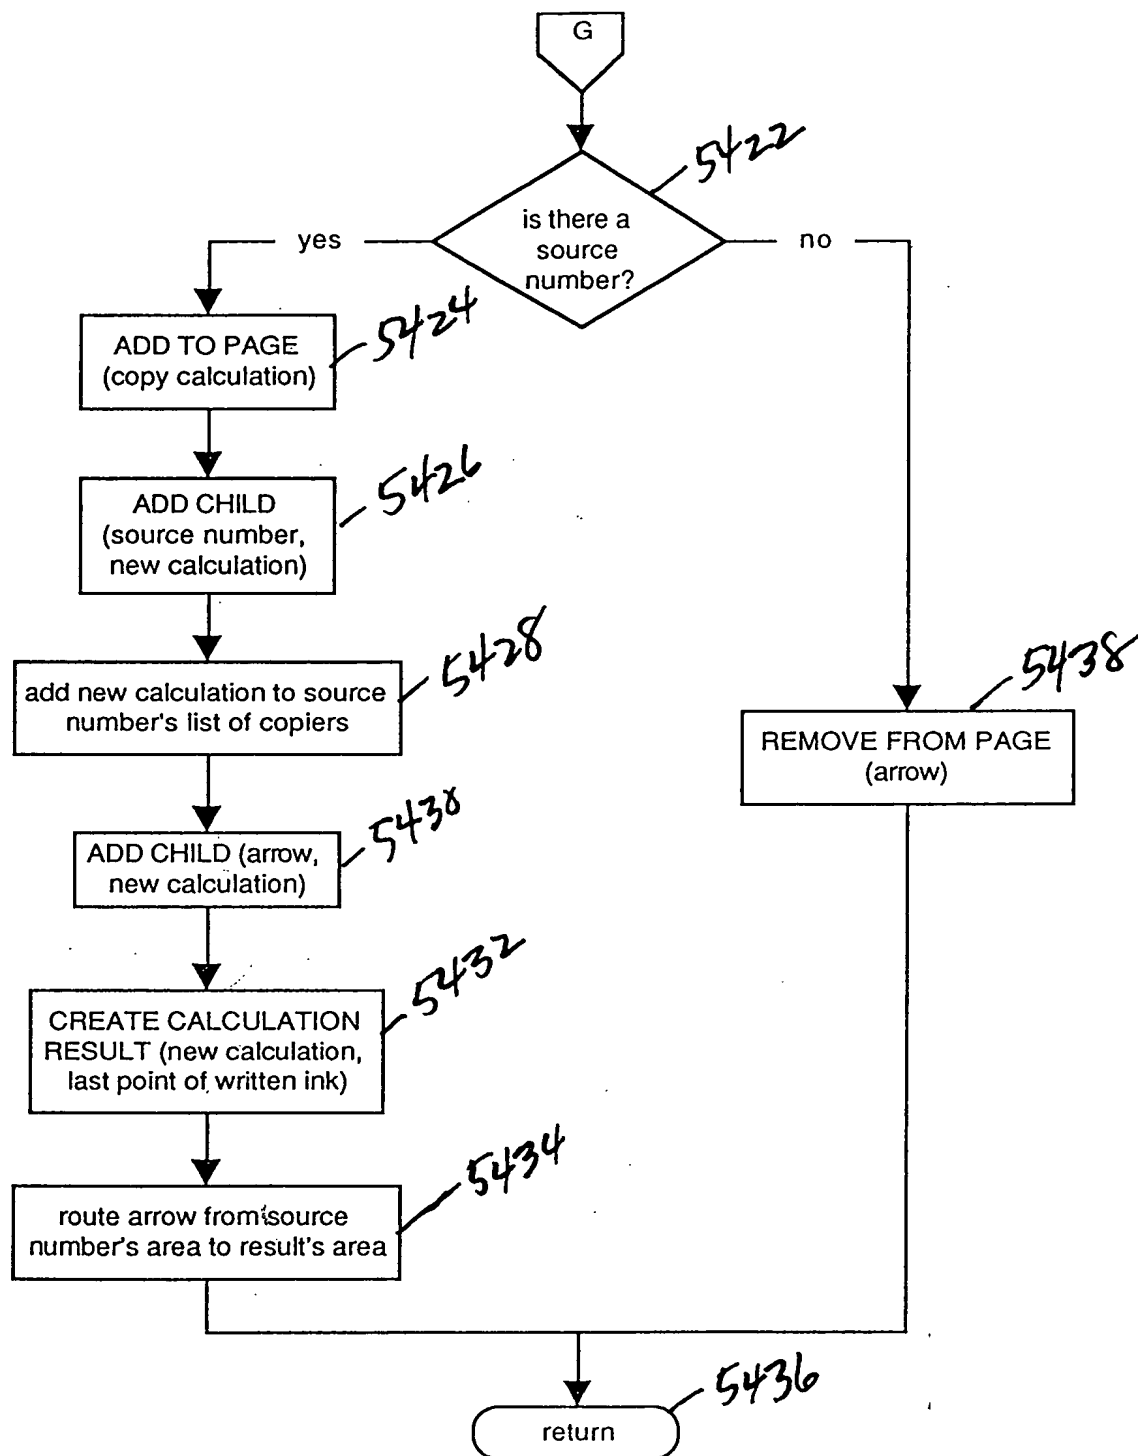 G
5422
is there a
source
number?
yes
no
5424
ADD TO PAGE
(copy calculation)
5426
ADD CHILD
(source number,
new calculation)
5428
add new calculation to source
number's list of copiers
5438
REMOVE FROM PAGE
(arrow)
5430
ADD CHILD (arrow,
new calculation)
5432
CREATE CALCULATION
RESULT (new calculation,
last point of written ink)
5434
route arrow from source
number's area to result's area
5436
return